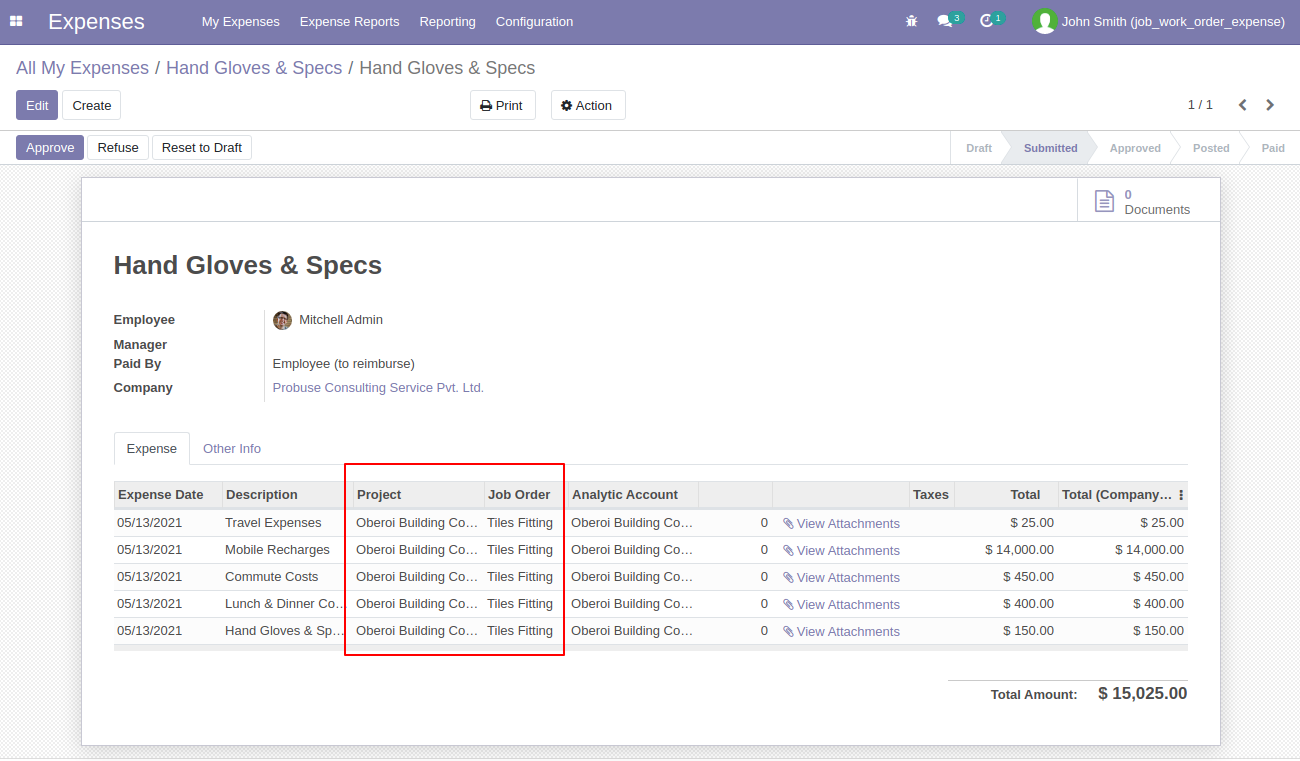 Expenses My Expenses Expense Reports Reporting Configuration 3 1 John Smith (job_work_order_expense)
All My Expenses / Hand Gloves & Specs / Hand Gloves & Specs
Edit Create Print Action 1 / 1
Approve Refuse Reset to Draft Draft Submitted Approved Posted Paid
0
Documents
Hand Gloves & Specs
Employee Mitchell Admin
Manager
Paid By Employee (to reimburse)
Company Probuse Consulting Service Pvt. Ltd.
Expense Other Info
Expense Date Description Project Job Order Analytic Account Taxes Total Total (Company…
05/13/2021 Travel Expenses Oberoi Building Co… Tiles Fitting Oberoi Building Co… 0 View Attachments $ 25.00 $ 25.00
05/13/2021 Mobile Recharges Oberoi Building Co… Tiles Fitting Oberoi Building Co… 0 View Attachments $ 14,000.00 $ 14,000.00
05/13/2021 Commute Costs Oberoi Building Co… Tiles Fitting Oberoi Building Co… 0 View Attachments $ 450.00 $ 450.00
05/13/2021 Lunch & Dinner Co… Oberoi Building Co… Tiles Fitting Oberoi Building Co… 0 View Attachments $ 400.00 $ 400.00
05/13/2021 Hand Gloves & Sp… Oberoi Building Co… Tiles Fitting Oberoi Building Co… 0 View Attachments $ 150.00 $ 150.00
Total Amount: $ 15,025.00